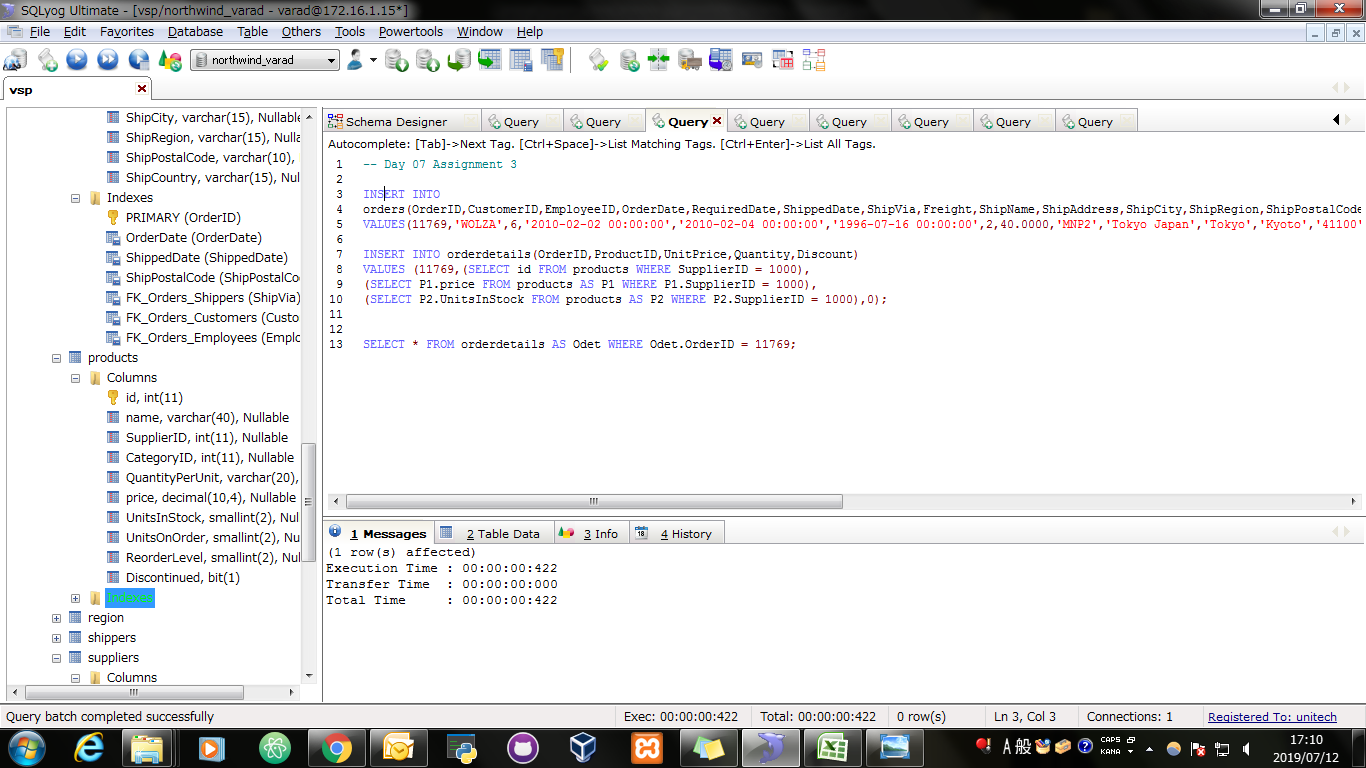 SQLyog Ultimate - [vsp/northwind_varad - varad@172.16.1.15*]
File Edit Favorites Database Table Others Tools Powertools Window Help
northwind_varad
vsp
ShipCity, varchar(15), Nullable
ShipRegion, varchar(15), Nulla
ShipPostalCode, varchar(10),
ShipCountry, varchar(15), Nul
Indexes
PRIMARY (OrderID)
OrderDate (OrderDate)
ShippedDate (ShippedDate)
ShipPostalCode (ShipPostalCo
FK_Orders_Shippers (ShipVia)
FK_Orders_Customers (Custo
FK_Orders_Employees (Emplo
products
Columns
id, int(11)
name, varchar(40), Nullable
SupplierID, int(11), Nullable
CategoryID, int(11), Nullable
QuantityPerUnit, varchar(20),
price, decimal(10,4), Nullable
UnitsInStock, smallint(2), Nul
UnitsOnOrder, smallint(2), Nul
ReorderLevel, smallint(2), Nul
Discontinued, bit(1)
Indexes
region
shippers
suppliers
Columns
Schema Designer Query Query Query Query Query Query Query Query
Autocomplete: [Tab]->Next Tag. [Ctrl+Space]->List Matching Tags. [Ctrl+Enter]->List All Tags.
1 -- Day 07 Assignment 3
2
3 INSERT INTO
4 orders(OrderID,CustomerID,EmployeeID,OrderDate,RequiredDate,ShippedDate,ShipVia,Freight,ShipName,ShipAddress,ShipCity,ShipRegion,ShipPostalCode
5 VALUES(11769,'WOLZA',6,'2010-02-02 00:00:00','2010-02-04 00:00:00','1996-07-16 00:00:00',2,40.0000,'MNP2','Tokyo Japan','Tokyo','Kyoto','41100'
6
7 INSERT INTO orderdetails(OrderID,ProductID,UnitPrice,Quantity,Discount)
8 VALUES (11769,(SELECT id FROM products WHERE SupplierID = 1000),
9 (SELECT P1.price FROM products AS P1 WHERE P1.SupplierID = 1000),
10 (SELECT P2.UnitsInStock FROM products AS P2 WHERE P2.SupplierID = 1000),0);
11
12
13 SELECT * FROM orderdetails AS Odet WHERE Odet.OrderID = 11769;
1 Messages 2 Table Data 3 Info 4 History
(1 row(s) affected)
Execution Time : 00:00:00:422
Transfer Time : 00:00:00:000
Total Time : 00:00:00:422
Query batch completed successfully Exec: 00:00:00:422 Total: 00:00:00:422 0 row(s) Ln 3, Col 3 Connections: 1 Registered To: unitech
A 般 CAPS KANA
17:10
2019/07/12